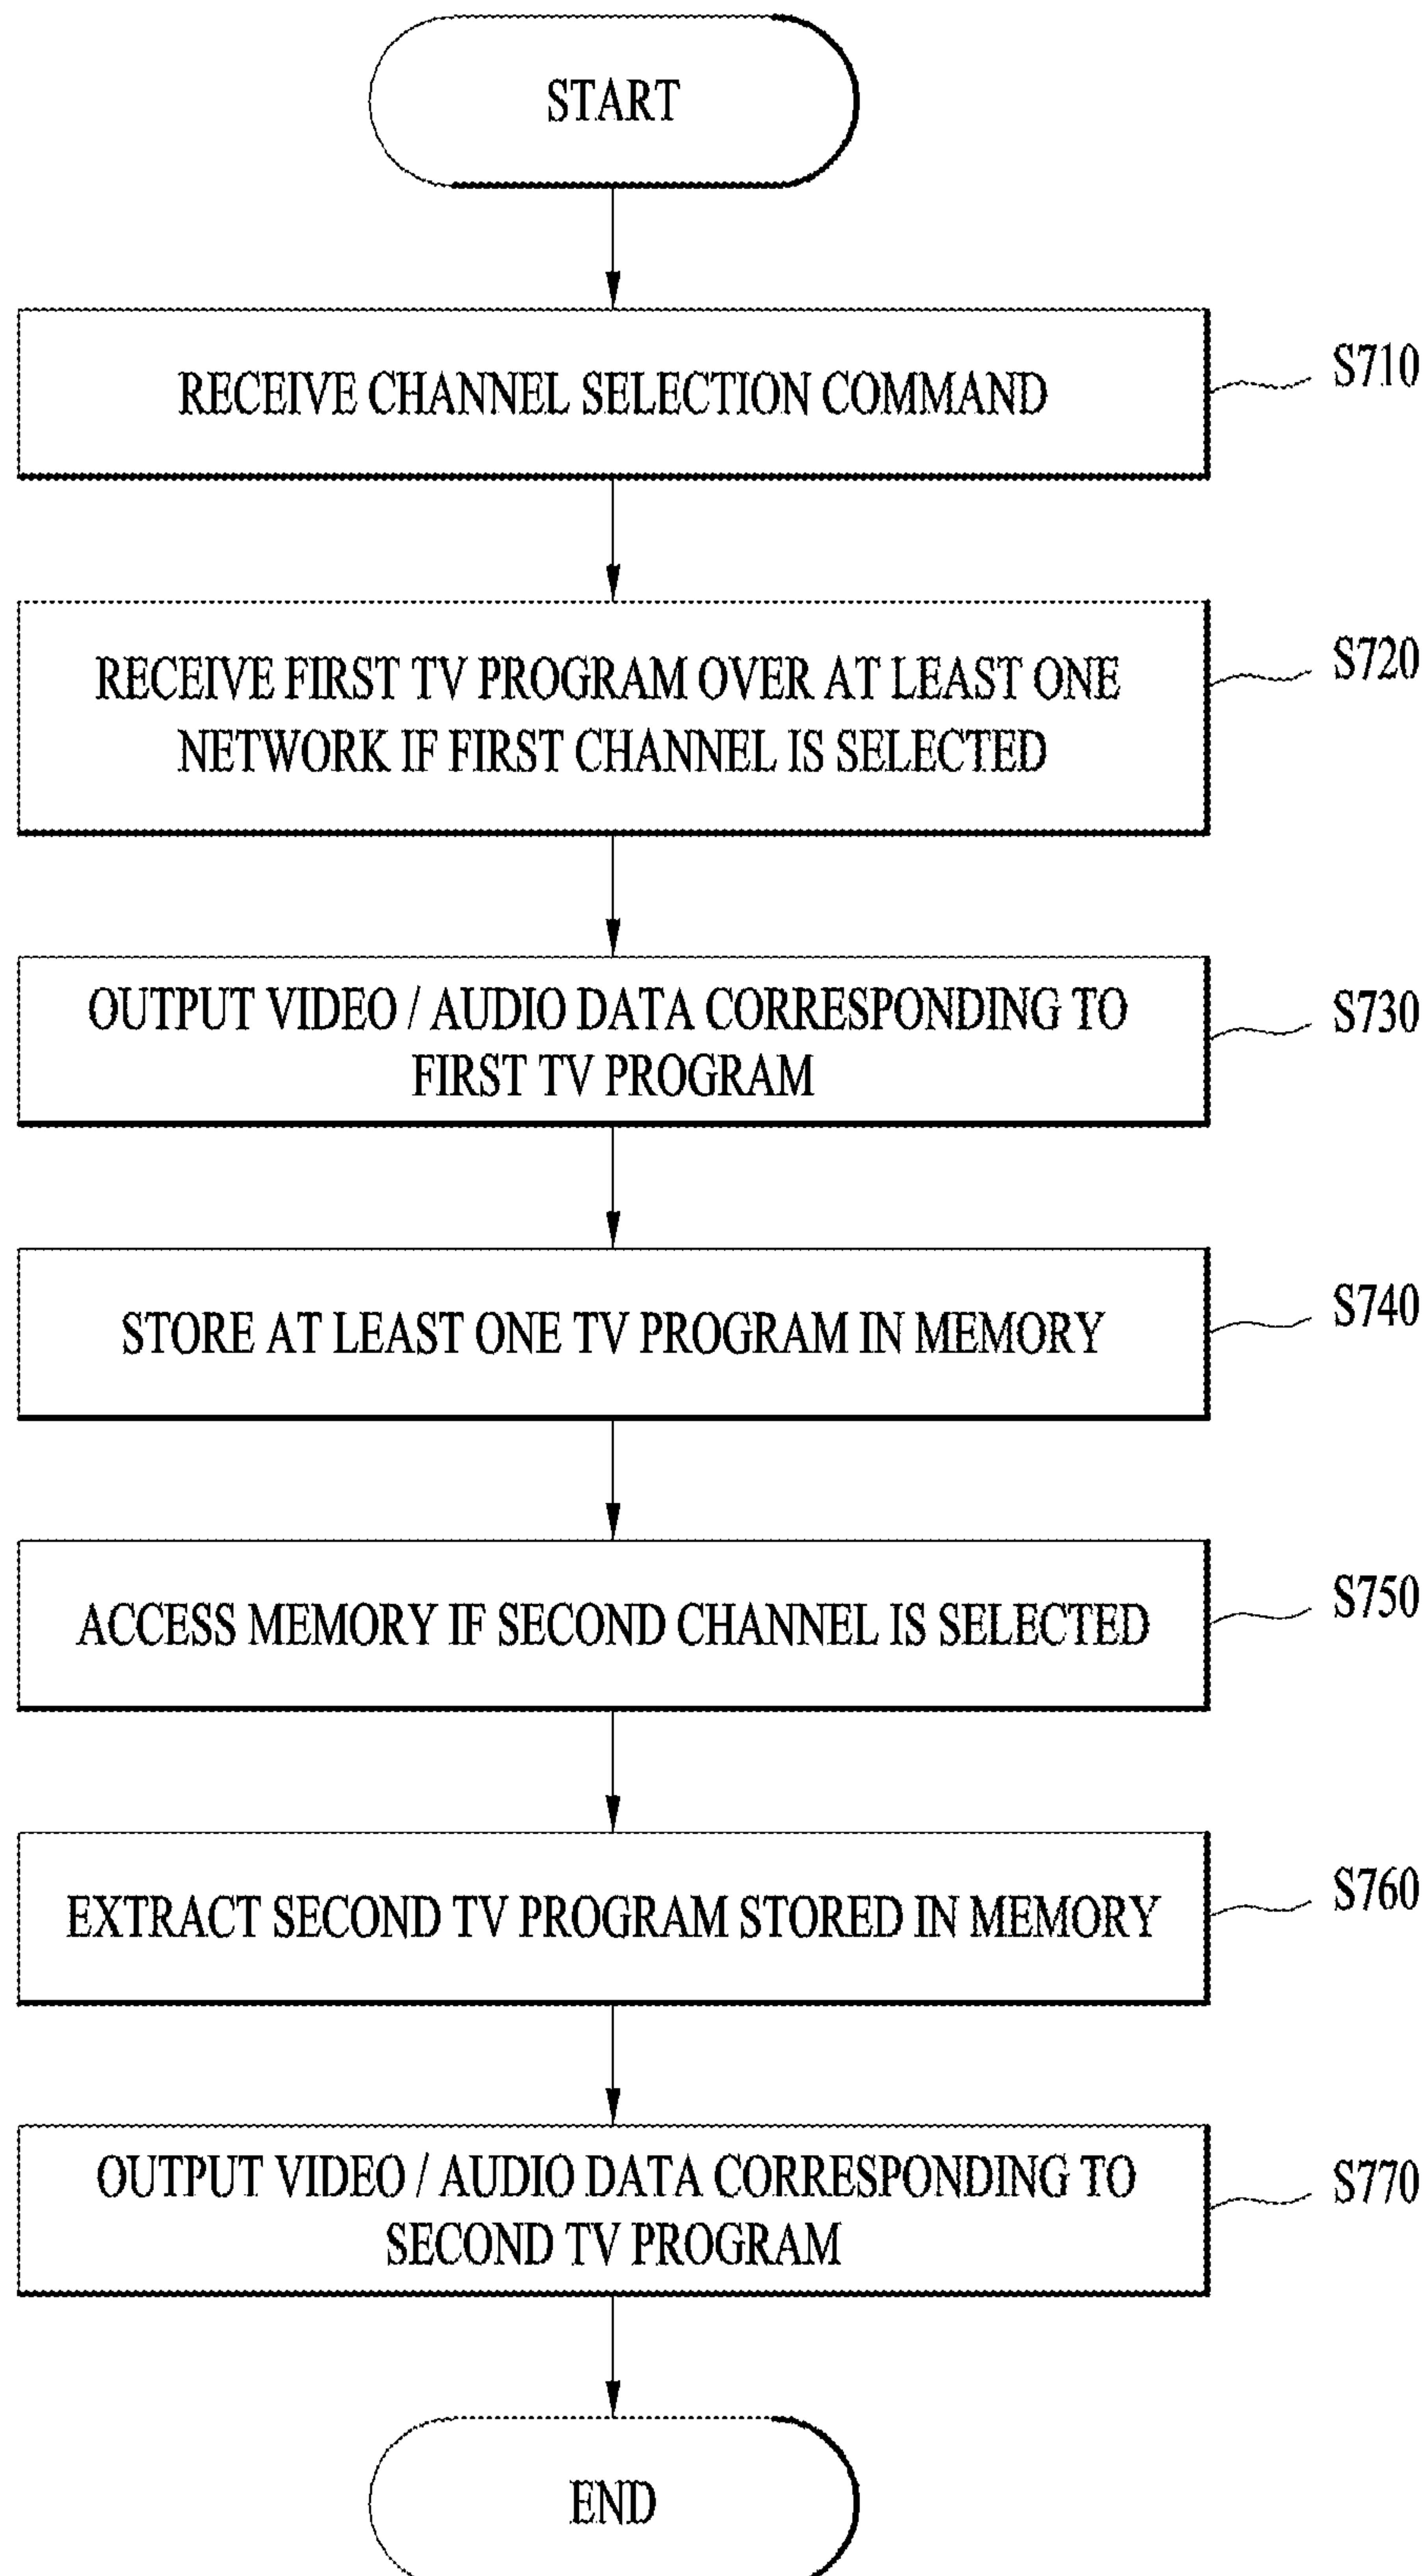 START
RECEIVE CHANNEL SELECTION COMMAND
S710
RECEIVE FIRST TV PROGRAM OVER AT LEAST ONE
NETWORK IF FIRST CHANNEL IS SELECTED
S720
OUTPUT VIDEO / AUDIO DATA CORRESPONDING TO
FIRST TV PROGRAM
S730
STORE AT LEAST ONE TV PROGRAM IN MEMORY
S740
ACCESS MEMORY IF SECOND CHANNEL IS SELECTED
S750
EXTRACT SECOND TV PROGRAM STORED IN MEMORY
S760
OUTPUT VIDEO / AUDIO DATA CORRESPONDING TO
SECOND TV PROGRAM
S770
END